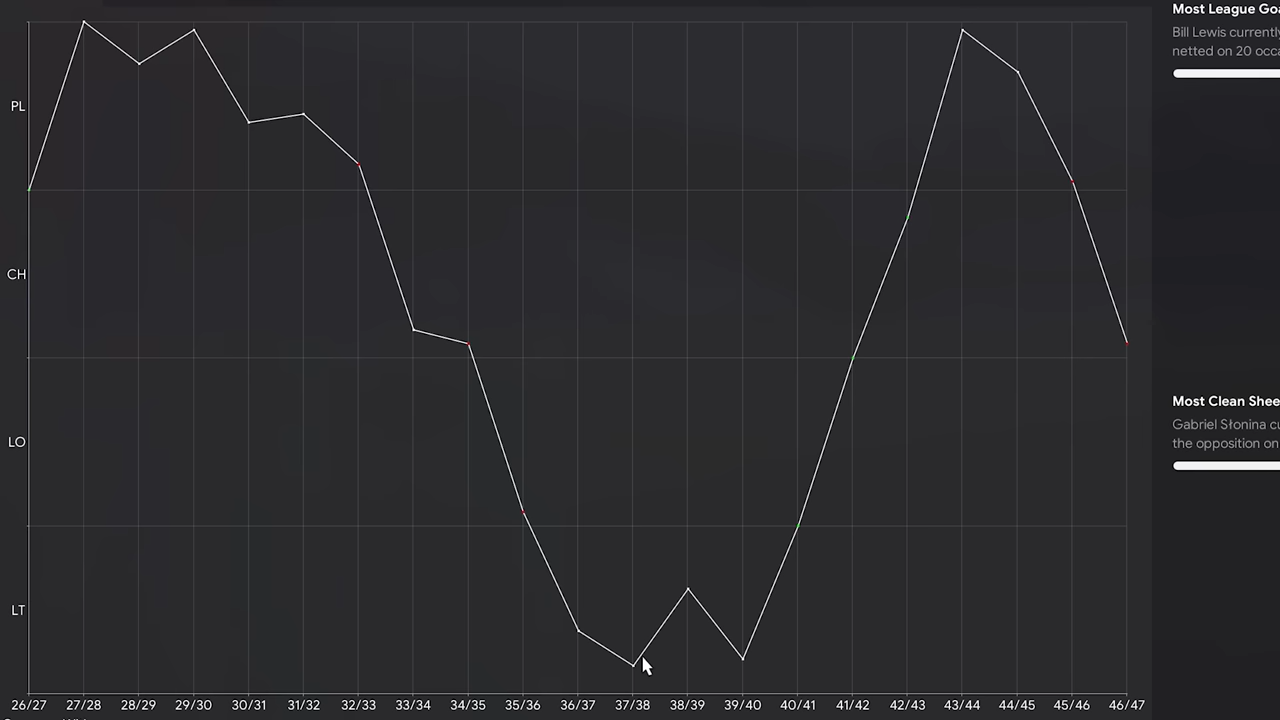 PL
CH
LO
LT
26/27 27/28 28/29 29/30 30/31 31/32 32/33 33/34 34/35 35/36 36/37 37/38 38/39 39/40 40/41 41/42 42/43 43/44 44/45 45/46 46/47
Most League Goa
Bill Lewis currently
netted on 20 occa
Most Clean Shee
Gabriel Słonina cu
the opposition on